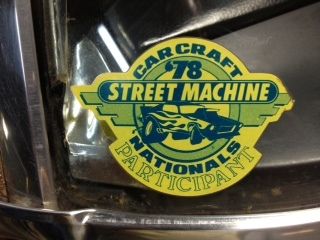 CAR CRAFT
'78
STREET MACHINE
NATIONALS
PARTICIPANT